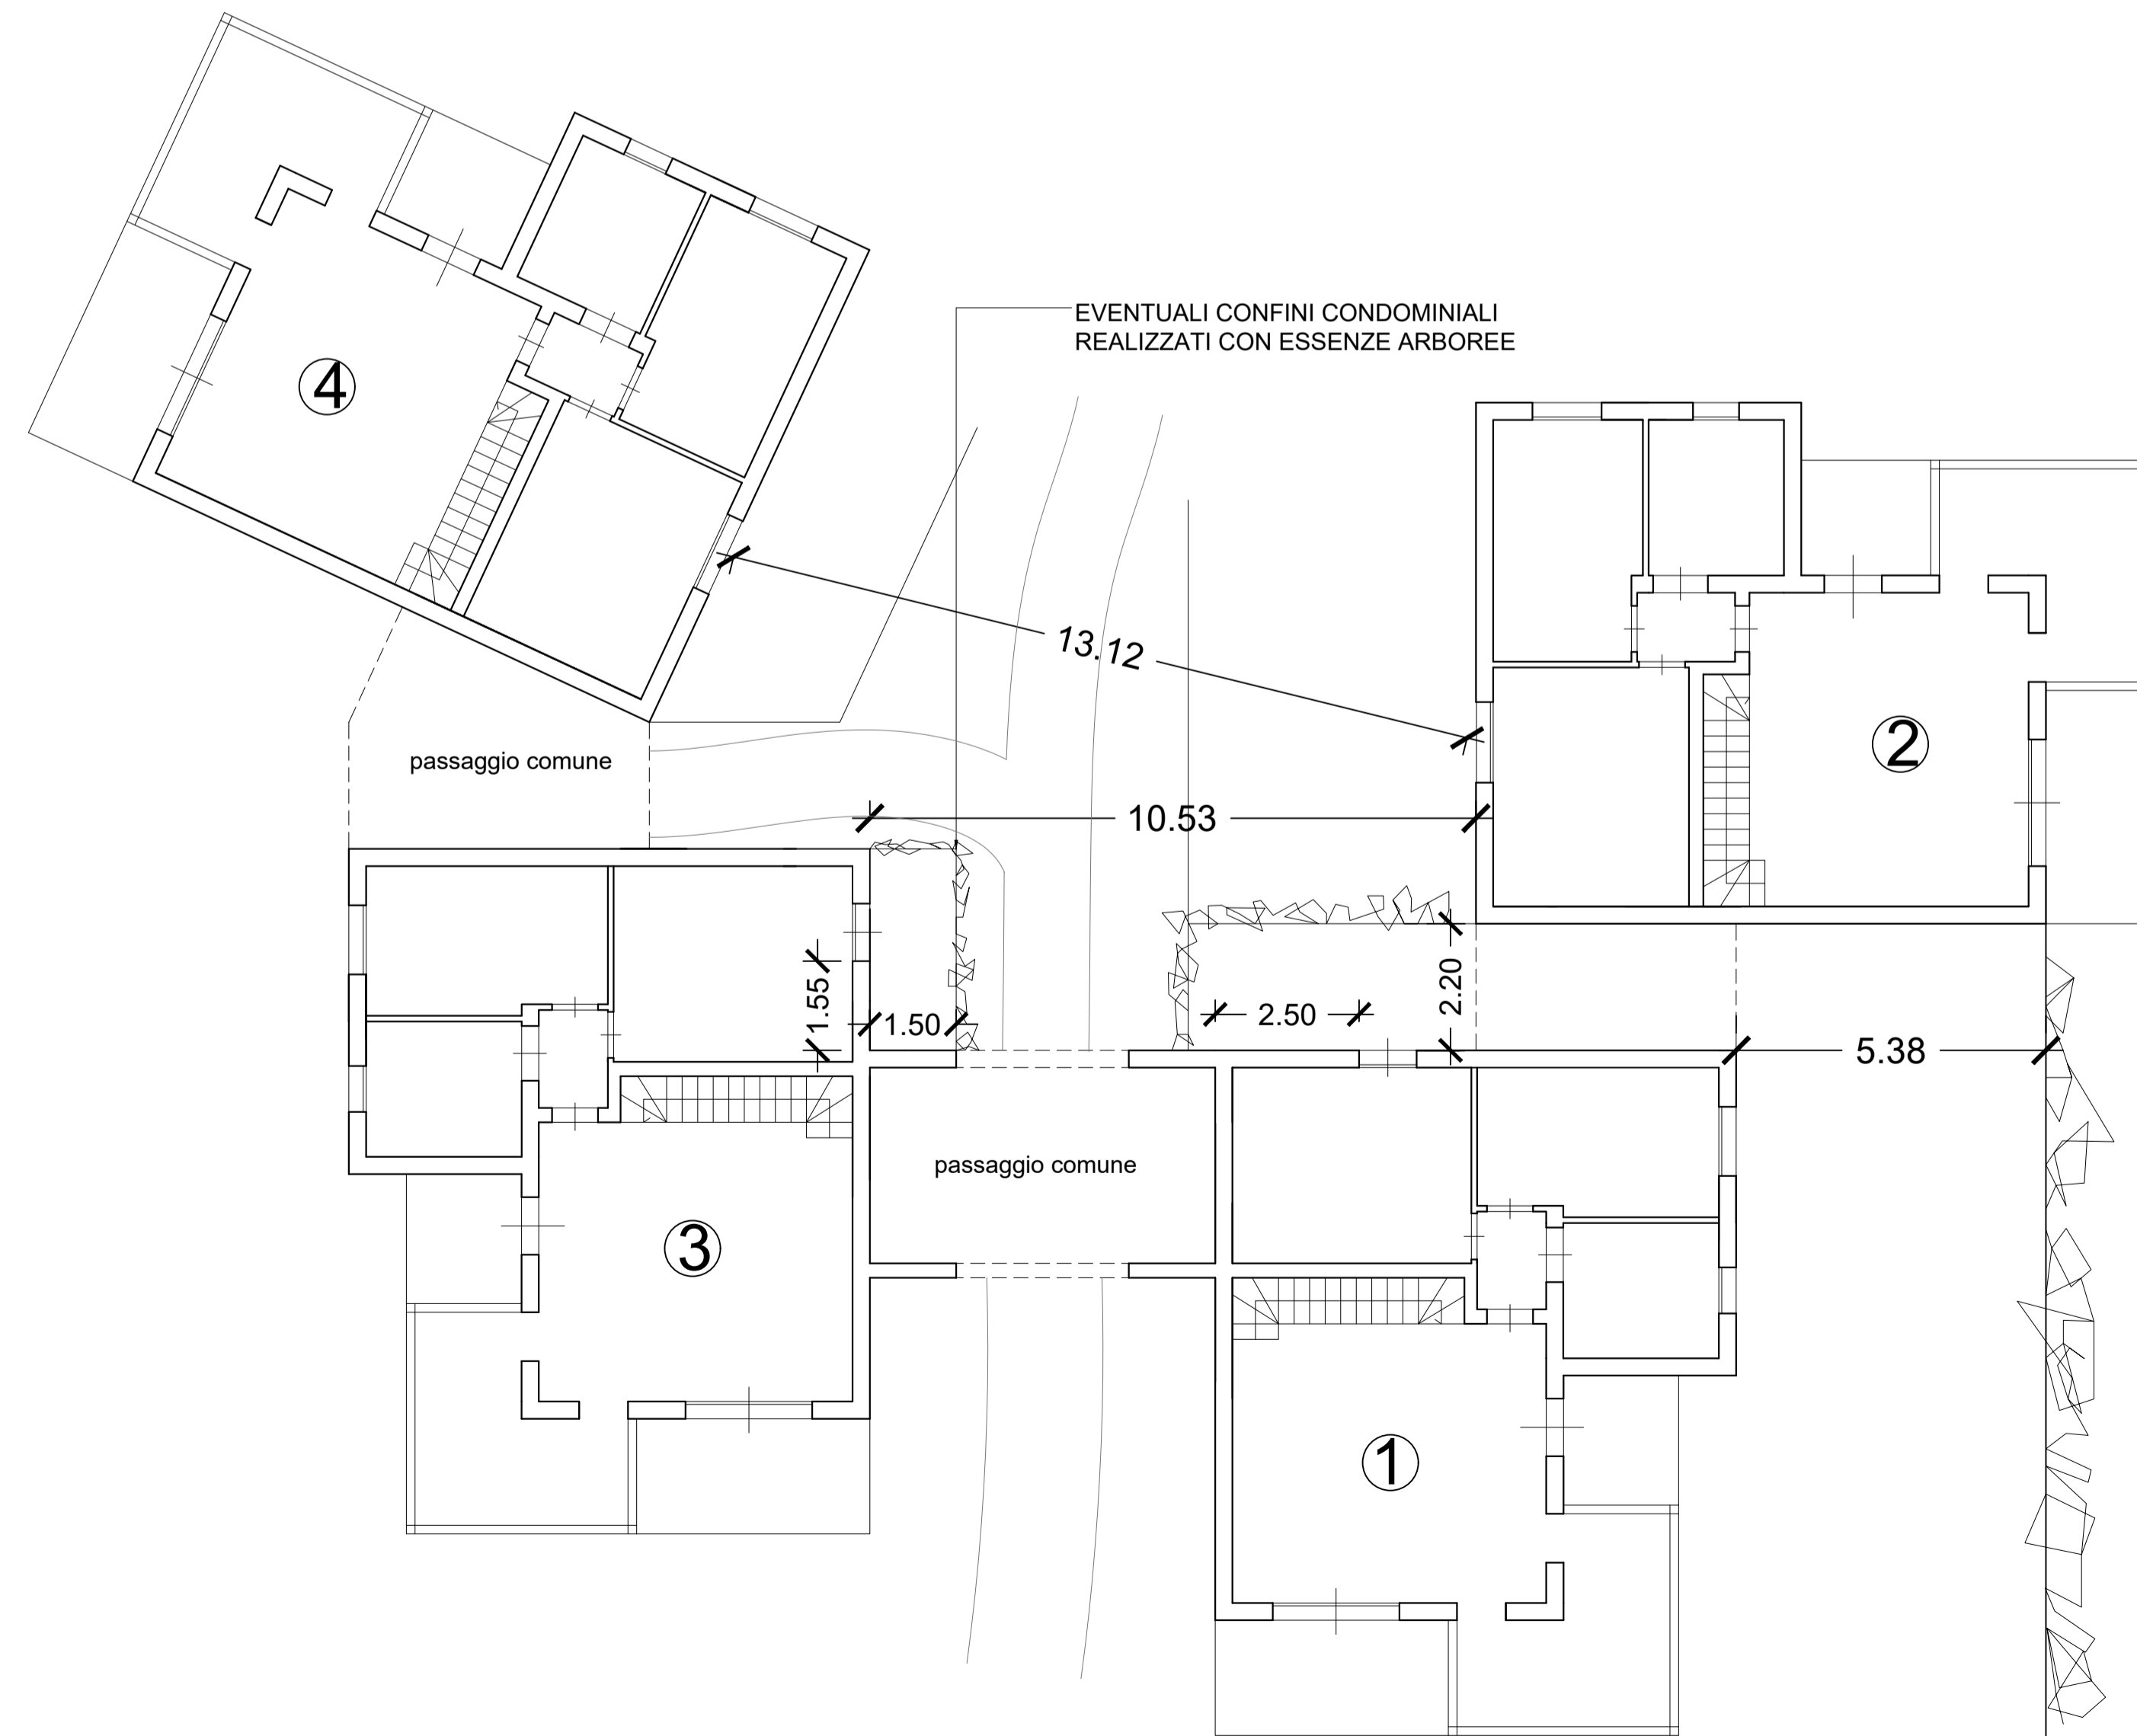 EVENTUALI CONFINI CONDOMINIALI
REALIZZATI CON ESSENZE ARBOREE
4
13.12
2
passaggio comune
10.53
1.55
1.50
2.50
2.20
5.38
passaggio comune
3
1